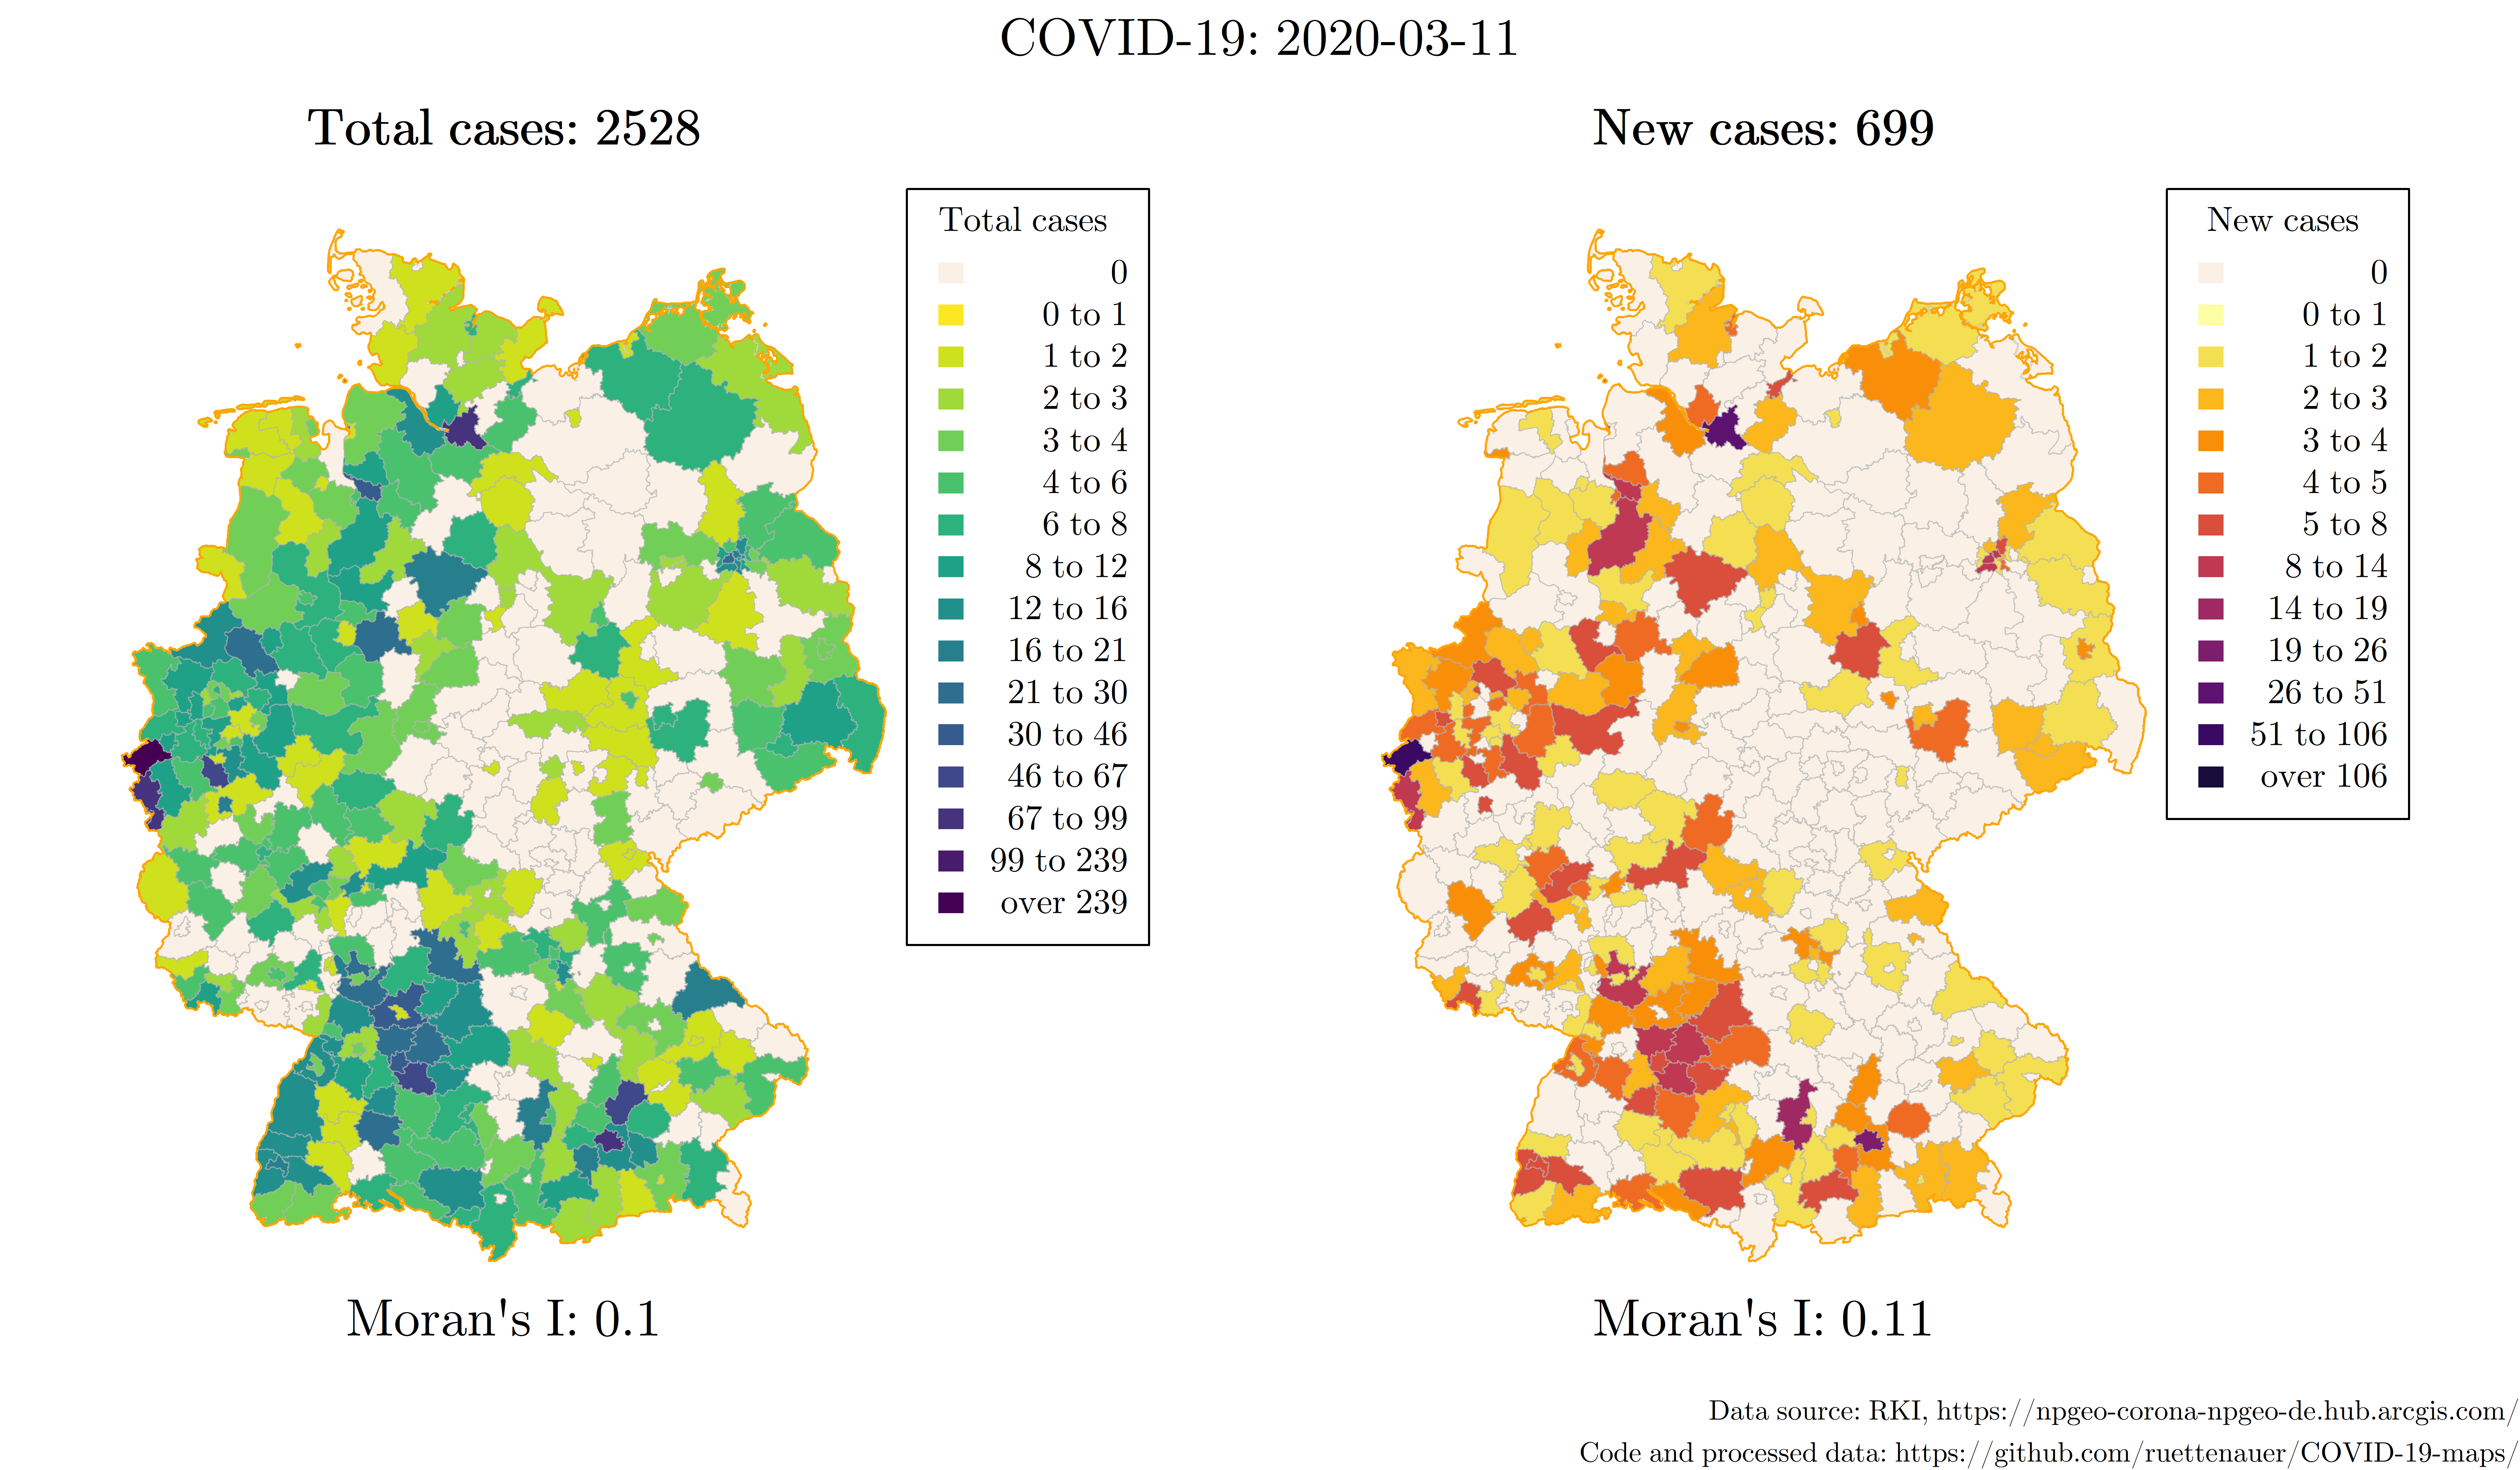 COVID-19: 2020-03-11
Total cases: 2528
Total cases
0
0 to 1
1 to 2
2 to 3
3 to 4
4 to 6
6 to 8
8 to 12
12 to 16
16 to 21
21 to 30
30 to 46
46 to 67
67 to 99
99 to 239
over 239
Moran's I: 0.1
New cases: 699
New cases
0
0 to 1
1 to 2
2 to 3
3 to 4
4 to 5
5 to 8
8 to 14
14 to 19
19 to 26
26 to 51
51 to 106
over 106
Moran's I: 0.11
Data source: RKI, https://npgeo-corona-npgeo-de.hub.arcgis.com/
Code and processed data: https://github.com/ruettenauer/COVID-19-maps/